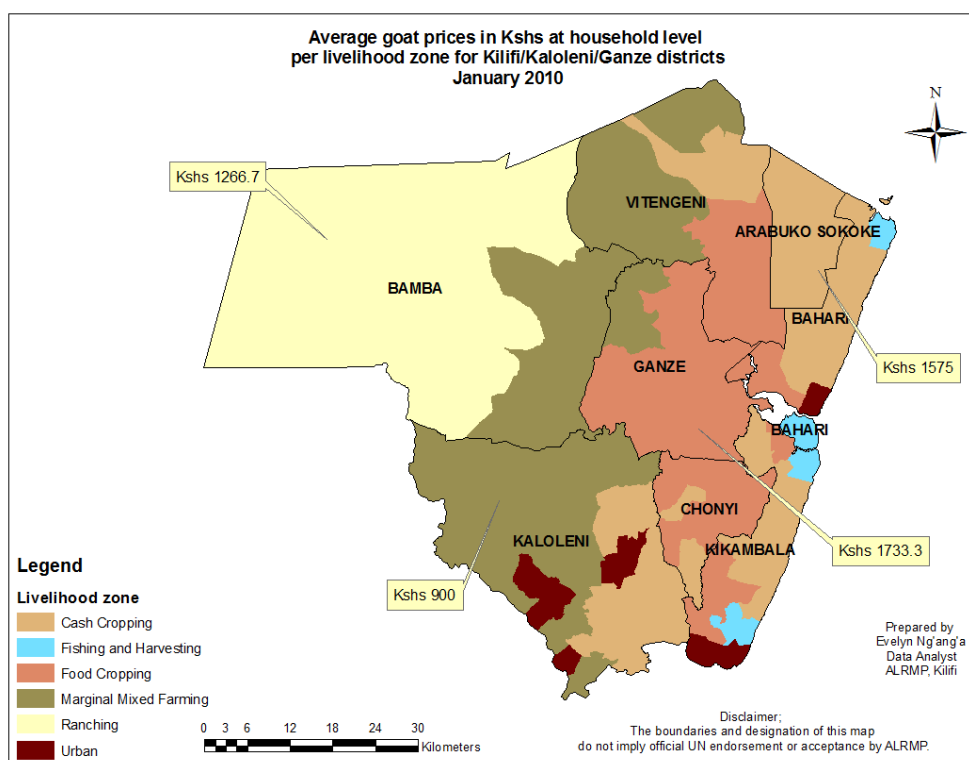 Average goat prices in Kshs at household level
per livelihood zone for Kilifi/Kaloleni/Ganze districts
January 2010
N
Kshs 1266.7
VITENGENI
ARABUKO SOKOKE
BAMBA
BAHARI
GANZE
Kshs 1575
BAHARI
CHONYI
KALOLENI
KIKAMBALA
Kshs 1733.3
Kshs 900
Legend
Livelihood zone
Cash Cropping
Fishing and Harvesting
Food Cropping
Marginal Mixed Farming
Ranching
Urban
0 3 6 12 18 24 30
Kilometers
Prepared by
Evelyn Ng'ang'a
Data Analyst
ALRMP, Kilifi
Disclaimer;
The boundaries and designation of this map
do not imply official UN endorsement or acceptance by ALRMP.